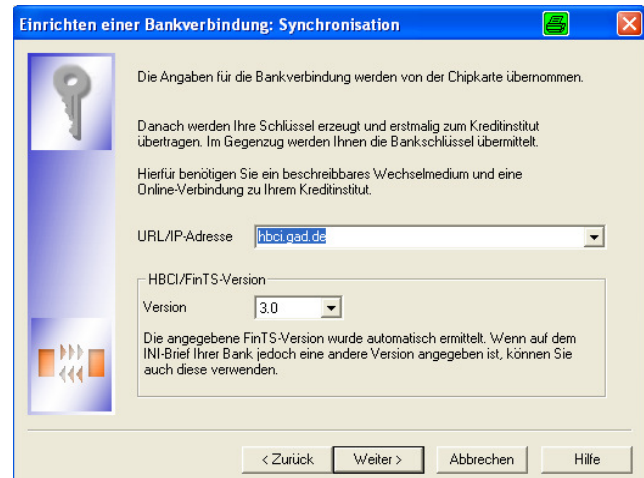 Einrichten einer Bankverbindung: Synchronisation
Die Angaben für die Bankverbindung werden von der Chipkarte übernommen.
Danach werden Ihre Schlüssel erzeugt und erstmalig zum Kreditinstitut
übertragen. Im Gegenzug werden Ihnen die Bankschlüssel übermittelt.
Hierfür benötigen Sie ein beschreibbares Wechselmedium und eine
Online-Verbindung zu Ihrem Kreditinstitut.
URL/IP-Adresse hbci.gad.de
HBCI/FinTS-Version
Version 3.0
Die angegebene FinTS-Version wurde automatisch ermittelt. Wenn auf dem
INI-Brief Ihrer Bank jedoch eine andere Version angegeben ist, können Sie
auch diese verwenden.
< Zurück Weiter > Abbrechen Hilfe